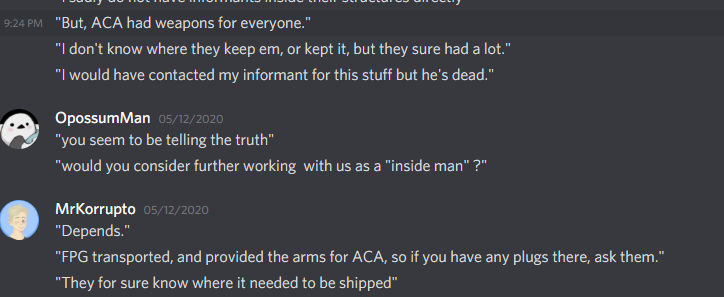 9:24 PM "But, ACA had weapons for everyone."
"I don't know where they keep em, or kept it, but they sure had a lot."
"I would have contacted my informant for this stuff but he's dead."
OpossumMan 05/12/2020
"you seem to be telling the truth"
"would you consider further working with us as a "inside man" ?"
MrKorrupto 05/12/2020
"Depends."
"FPG transported, and provided the arms for ACA, so if you have any plugs there, ask them."
"They for sure know where it needed to be shipped"